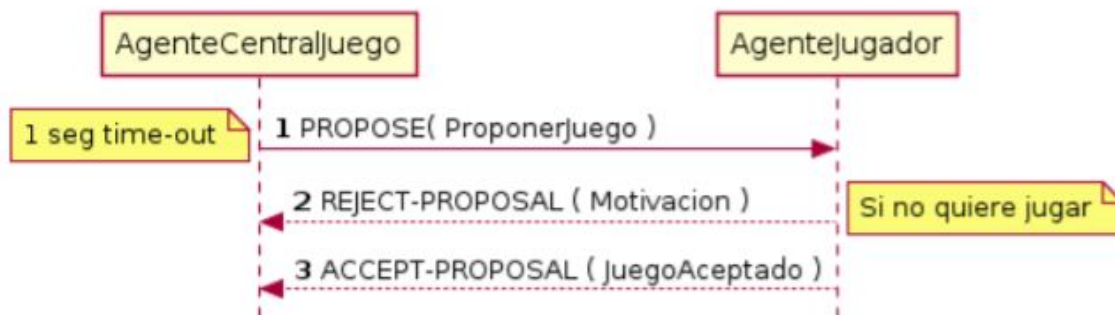 AgenteCentralJuego
AgenteJugador
1 seg time-out
1 PROPOSE( ProponerJuego )
2 REJECT-PROPOSAL ( Motivacion )
Si no quiere jugar
3 ACCEPT-PROPOSAL ( JuegoAceptado )